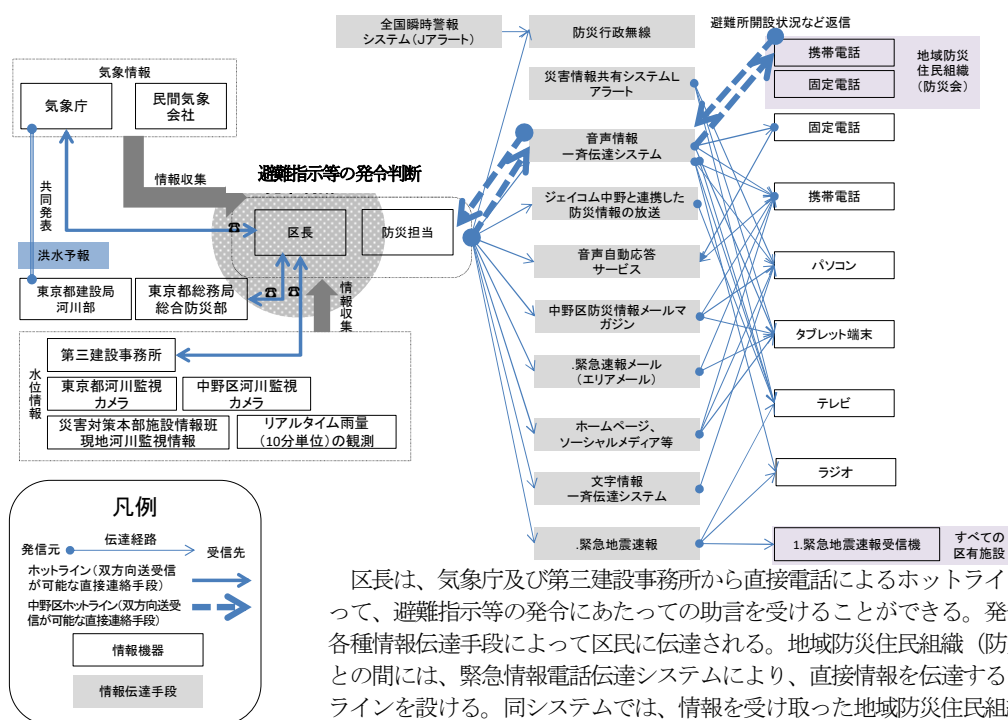 全国瞬時警報
システム(Jアラート)
防災行政無線
避難所開設状況など返信
携帯電話
固定電話
地域防災
住民組織
(防災会)
気象情報
気象庁
民間気象
会社
災害情報共有システムL
アラート
音声情報
一斉伝達システム
固定電話
共同発表
情報収集
避難指示等の発令判断
ジェイコム中野と連携した
防災情報の放送
携帯電話
区長
防災担当
洪水予報
音声自動応答
サービス
パソコン
東京都建設局
河川部
東京都総務局
総合防災部
情報収集
中野区防災情報メールマ
ガジン
タブレット端末
水位情報
第三建設事務所
東京都河川監視
カメラ
中野区河川監視
カメラ
.緊急速報メール
(エリアメール)
テレビ
災害対策本部施設情報班
現地河川監視情報
リアルタイム雨量
(10分単位)の観測
ホームページ、
ソーシャルメディア等
ラジオ
文字情報
一斉伝達システム
.緊急地震速報
1.緊急地震速報受信機
すべての
区有施設
凡例
発信元
伝達経路
受信先
ホットライン(双方向送受信
が可能な直接連絡手段)
中野区ホットライン(双方向送受
信が可能な直接連絡手段)
情報機器
情報伝達手段
区長は、気象庁及び第三建設事務所から直接電話によるホットライ
って、避難指示等の発令にあたっての助言を受けることができる。発
各種情報伝達手段によって区民に伝達される。地域防災住民組織(防
との間には、緊急情報電話伝達システムにより、直接情報を伝達する
ラインを設ける。同システムでは、情報を受け取った地域防災住民組